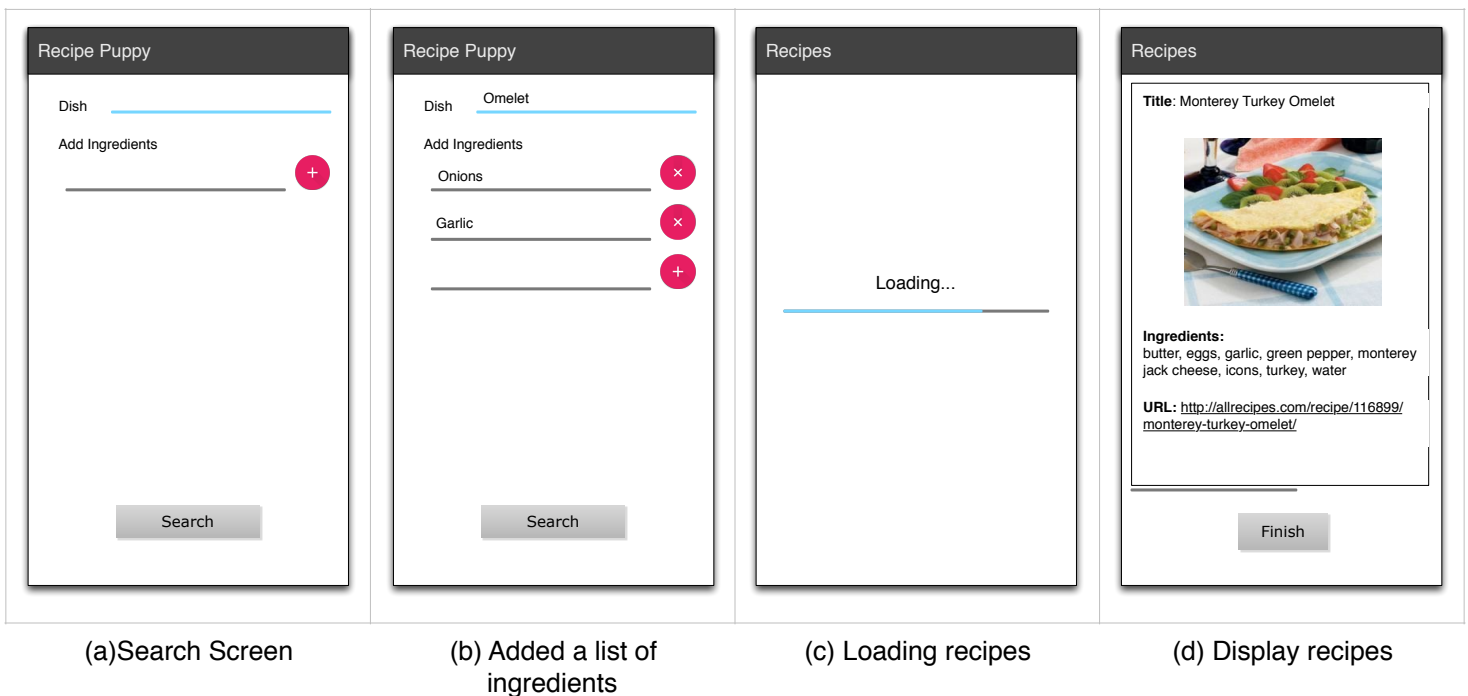 Recipe Puppy
Dish
Add Ingredients
+
Search
(a)Search Screen
Recipe Puppy
Dish Omelet
Add Ingredients
Onions ×
Garlic ×
+
Search
(b) Added a list of
ingredients
Recipes
Loading...
(c) Loading recipes
Recipes
Title: Monterey Turkey Omelet
Ingredients:
butter, eggs, garlic, green pepper, monterey
jack cheese, icons, turkey, water
URL: http://allrecipes.com/recipe/116899/
monterey-turkey-omelet/
Finish
(d) Display recipes